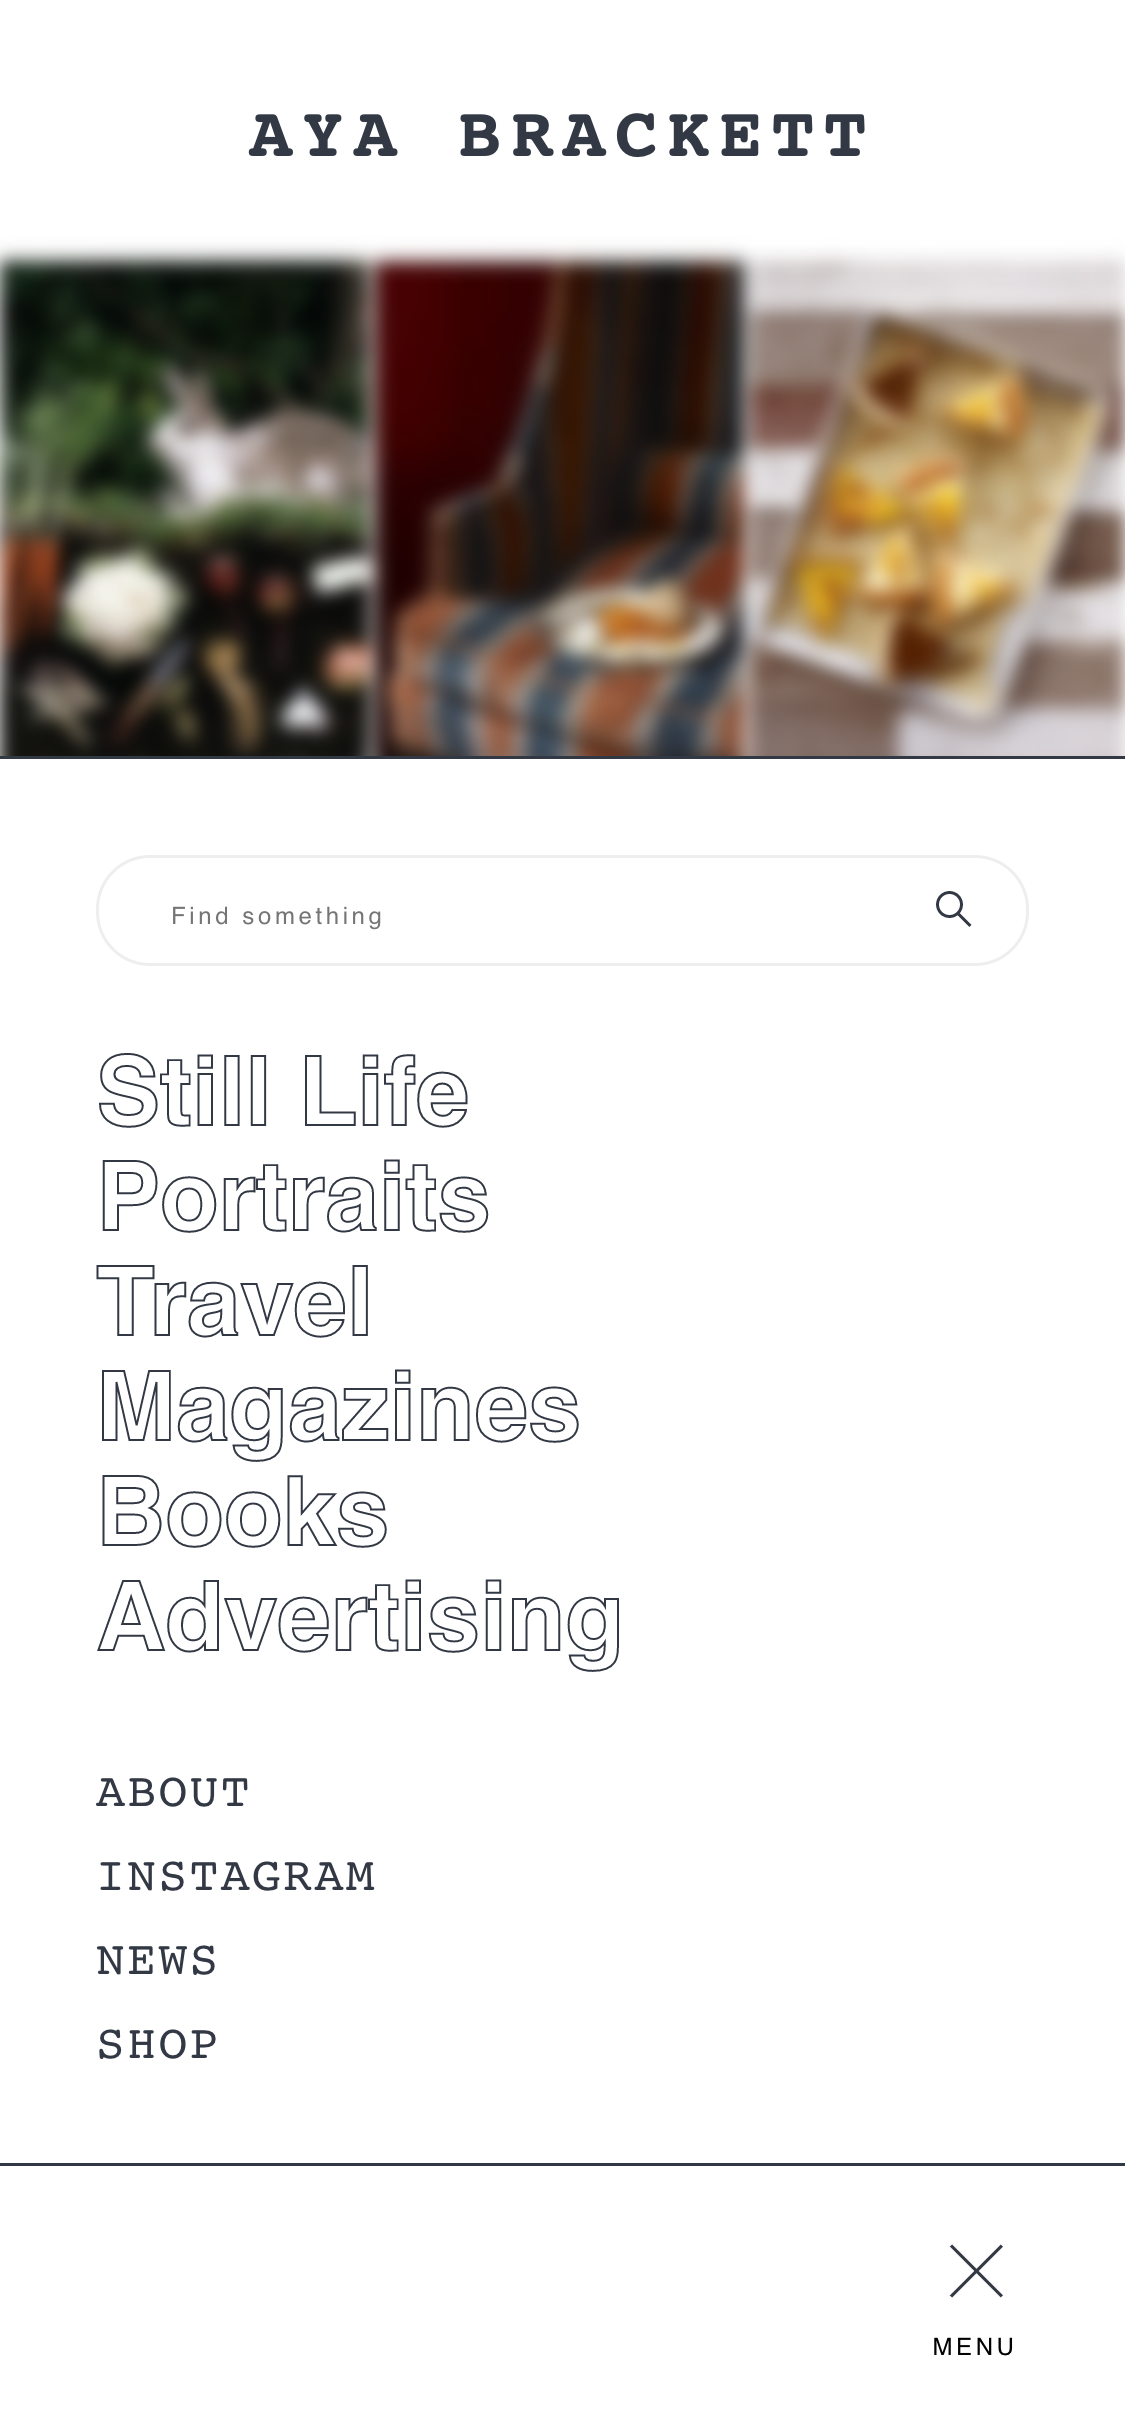 AYA BRACKETT
Find something
Still Life
Portraits
Travel
Magazines
Books
Advertising
ABOUT
INSTAGRAM
NEWS
SHOP
MENU